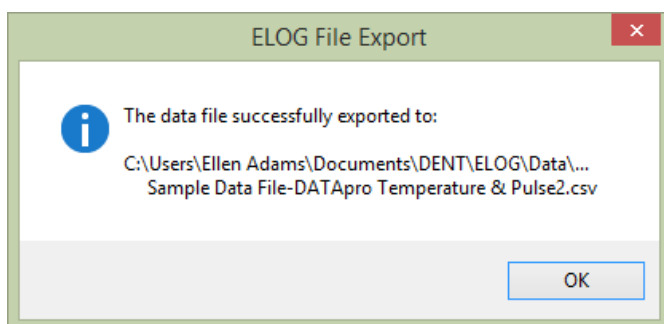 ELOG File Export
The data file successfully exported to:
C:\Users\Ellen Adams\Documents\DENT\ELOG\Data\...
Sample Data File-DATApro Temperature & Pulse2.csv
OK